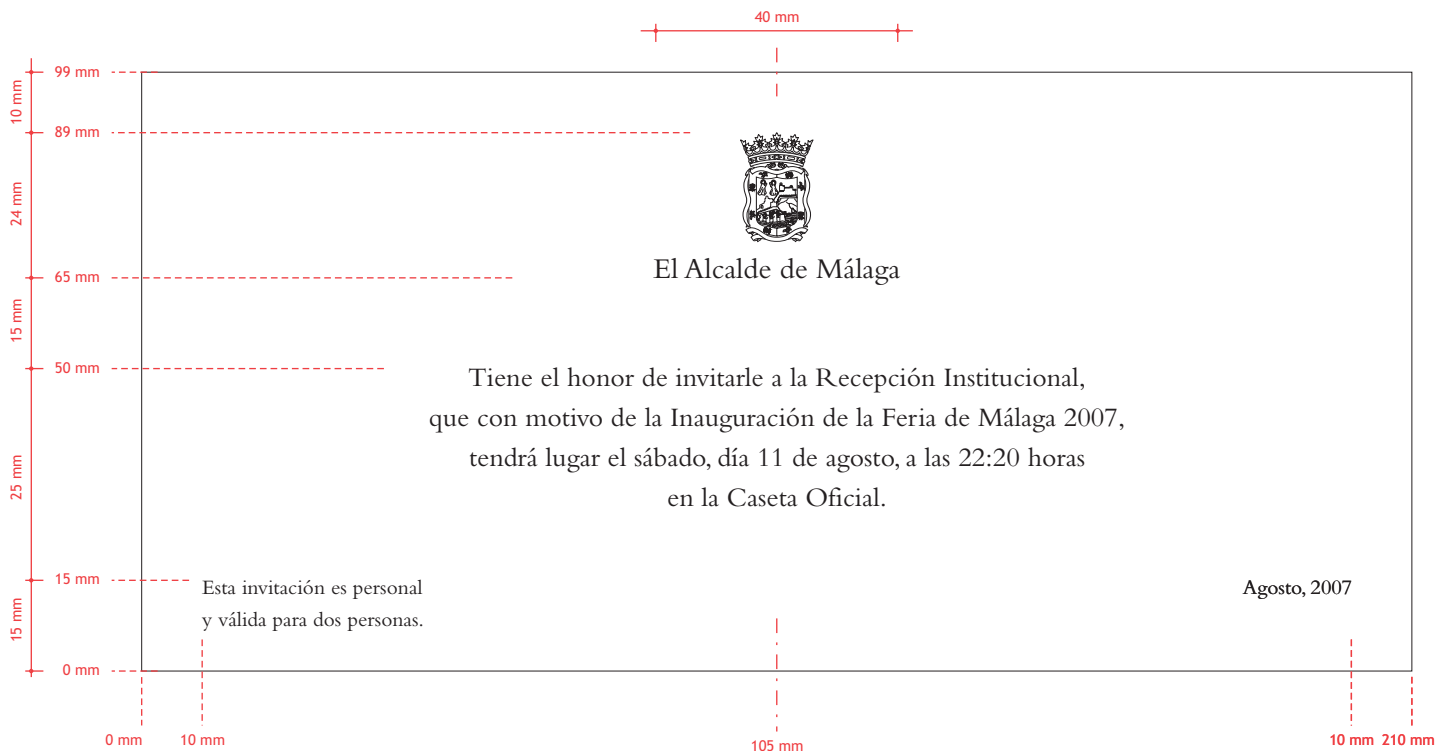 40 mm
99 mm
10 mm
89 mm
24 mm
El Alcalde de Málaga
65 mm
15 mm
50 mm
Tiene el honor de invitarle a la Recepción Institucional,
que con motivo de la Inauguración de la Feria de Málaga 2007,
tendrá lugar el sábado, día 11 de agosto, a las 22:20 horas
en la Caseta Oficial.
25 mm
15 mm
Esta invitación es personal
y válida para dos personas.
Agosto, 2007
15 mm
0 mm
0 mm
10 mm
105 mm
10 mm
210 mm